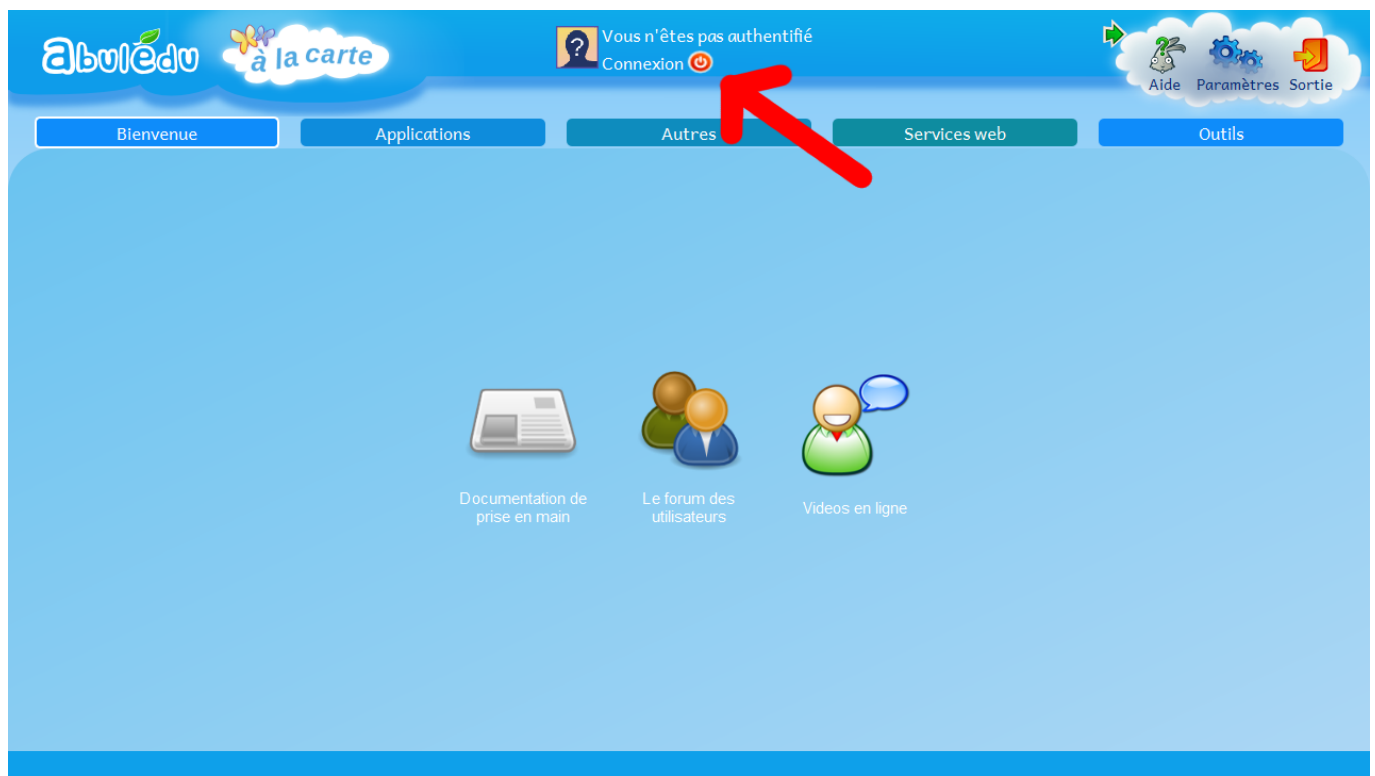 abulédu
à la carte
Vous n'êtes pas authentifié
Connexion
Aide Paramètres Sortie
Bienvenue
Applications
Autres
Services web
Outils
Documentation de
prise en main
Le forum des
utilisateurs
Videos en ligne